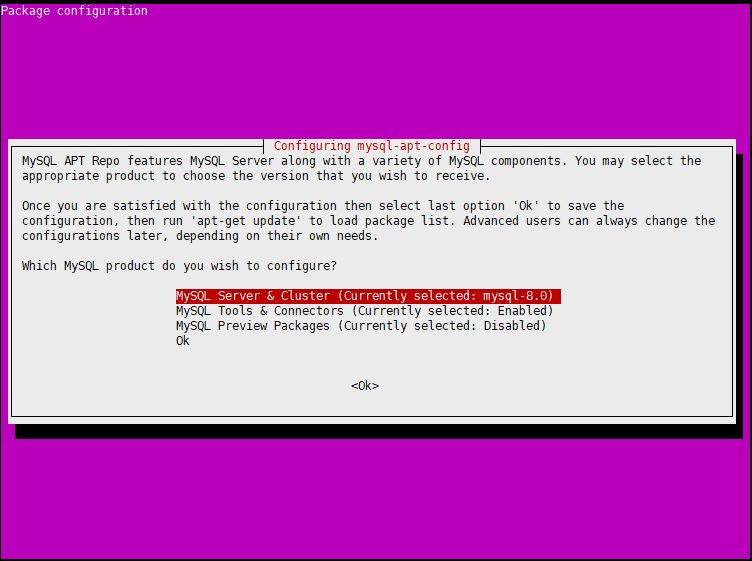 Package configuration
Configuring mysql-apt-config
MySQL APT Repo features MySQL Server along with a variety of MySQL components. You may select the
appropriate product to choose the version that you wish to receive.
Once you are satisfied with the configuration then select last option 'Ok' to save the
configuration, then run 'apt-get update' to load package list. Advanced users can always change the
configurations later, depending on their own needs.
Which MySQL product do you wish to configure?
MySQL Server & Cluster (Currently selected: mysql-8.0)
MySQL Tools & Connectors (Currently selected: Enabled)
MySQL Preview Packages (Currently selected: Disabled)
Ok
<Ok>